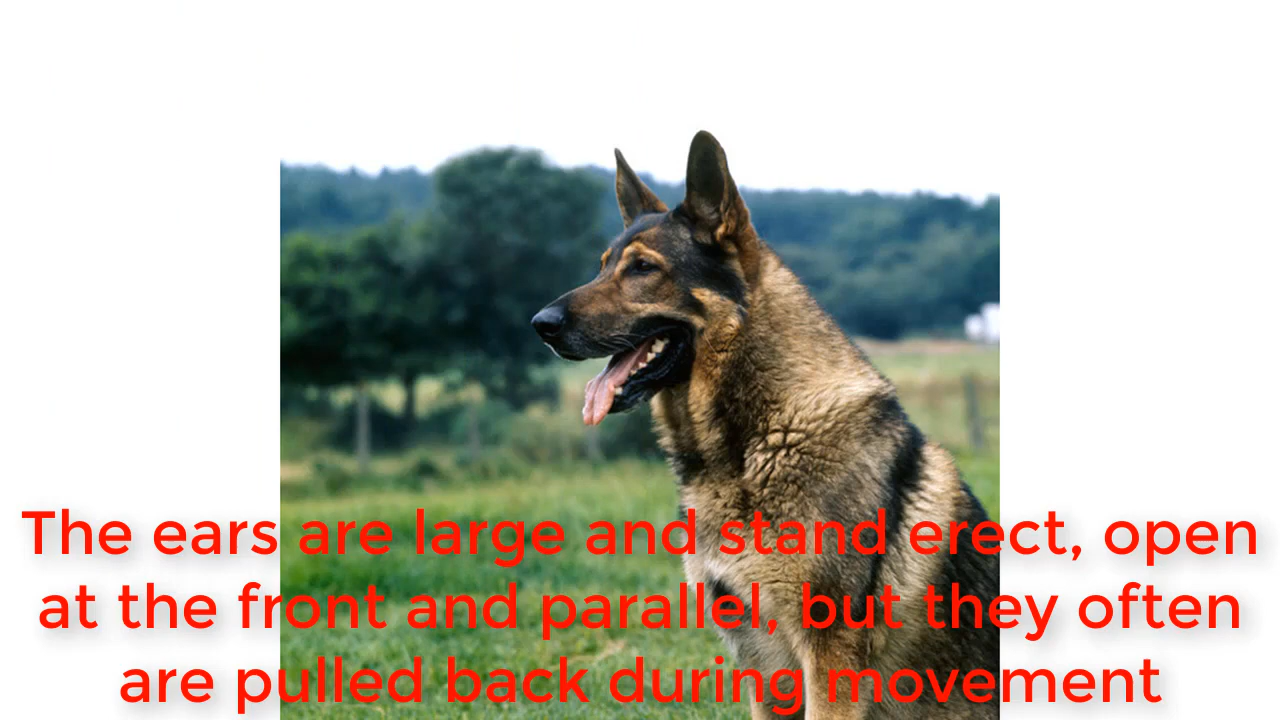 The ears are large and stand erect, open
at the front and parallel, but they often
are pulled back during movement